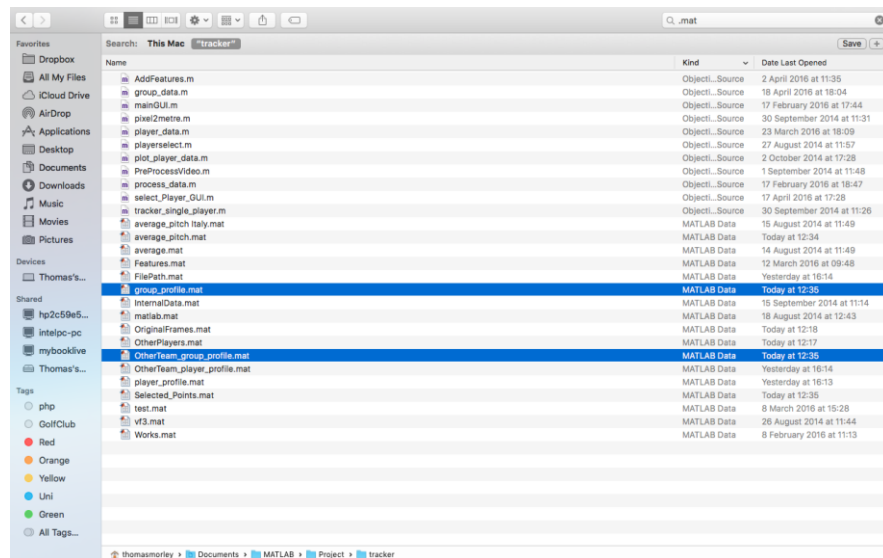 .mat
Favorites
Dropbox
All My Files
iCloud Drive
AirDrop
Applications
Desktop
Documents
Downloads
Music
Movies
Pictures
Devices
Thomas's...
Shared
hp2c59e5...
intelpc-pc
mybooklive
Thomas's...
Tags
php
GolfClub
Red
Orange
Yellow
Uni
Green
All Tags...
Search: This Mac "tracker" Save +
Name Kind Date Last Opened
AddFeatures.m Objecti...Source 2 April 2016 at 11:35
group_data.m Objecti...Source 18 April 2016 at 18:04
mainGUI.m Objecti...Source 17 February 2016 at 17:44
pixel2metre.m Objecti...Source 30 September 2014 at 11:31
player_data.m Objecti...Source 23 March 2016 at 18:09
playerselect.m Objecti...Source 27 August 2014 at 11:57
plot_player_data.m Objecti...Source 2 October 2014 at 17:28
PreProcessVideo.m Objecti...Source 1 September 2014 at 11:48
process_data.m Objecti...Source 17 February 2016 at 18:47
select_Player_GUI.m Objecti...Source 17 April 2016 at 17:28
tracker_single_player.m Objecti...Source 30 September 2014 at 11:26
average_pitch Italy.mat MATLAB Data 15 August 2014 at 11:49
average_pitch.mat MATLAB Data Today at 12:34
average.mat MATLAB Data 14 August 2014 at 11:49
Features.mat MATLAB Data 12 March 2016 at 09:48
FilePath.mat MATLAB Data Yesterday at 16:14
group_profile.mat MATLAB Data Today at 12:35
InternalData.mat MATLAB Data 15 September 2014 at 11:14
matlab.mat MATLAB Data 18 August 2014 at 12:43
OriginalFrames.mat MATLAB Data Today at 12:18
OtherPlayers.mat MATLAB Data Today at 12:17
OtherTeam_group_profile.mat MATLAB Data Today at 12:35
OtherTeam_player_profile.mat MATLAB Data Yesterday at 16:14
player_profile.mat MATLAB Data Yesterday at 16:13
Selected_Points.mat MATLAB Data Today at 12:35
test.mat MATLAB Data 8 March 2016 at 15:28
vf3.mat MATLAB Data 26 August 2014 at 11:44
Works.mat MATLAB Data 8 February 2016 at 11:13
thomasmorley Documents MATLAB Project tracker